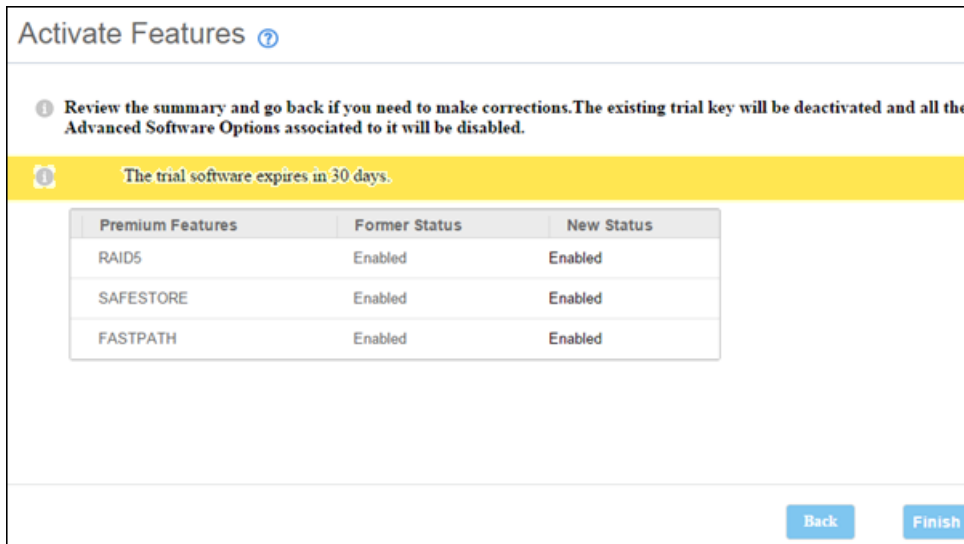 Activate Features
Review the summary and go back if you need to make corrections.The existing trial key will be deactivated and all the
Advanced Software Options associated to it will be disabled.
The trial software expires in 30 days.
Premium Features Former Status New Status
RAID5 Enabled Enabled
SAFESTORE Enabled Enabled
FASTPATH Enabled Enabled
Back Finish